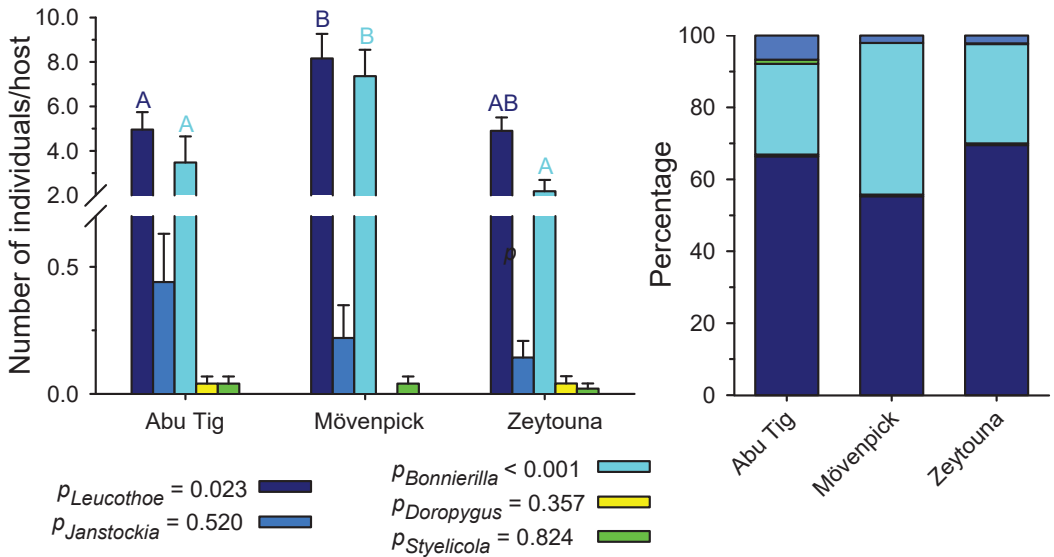 Number of individuals/host
10.0
8.0
6.0
4.0
2.0
0.5
0.0
A
A
B
B
AB
A
p
Abu Tig
Mövenpick
Zeytouna
Percentage
100
80
60
40
20
0
Abu Tig
Mövenpick
Zeytouna
pLeucothoe = 0.023
pJanstockia = 0.520
pBonnierilla < 0.001
pDoropygus = 0.357
pStyelicola = 0.824